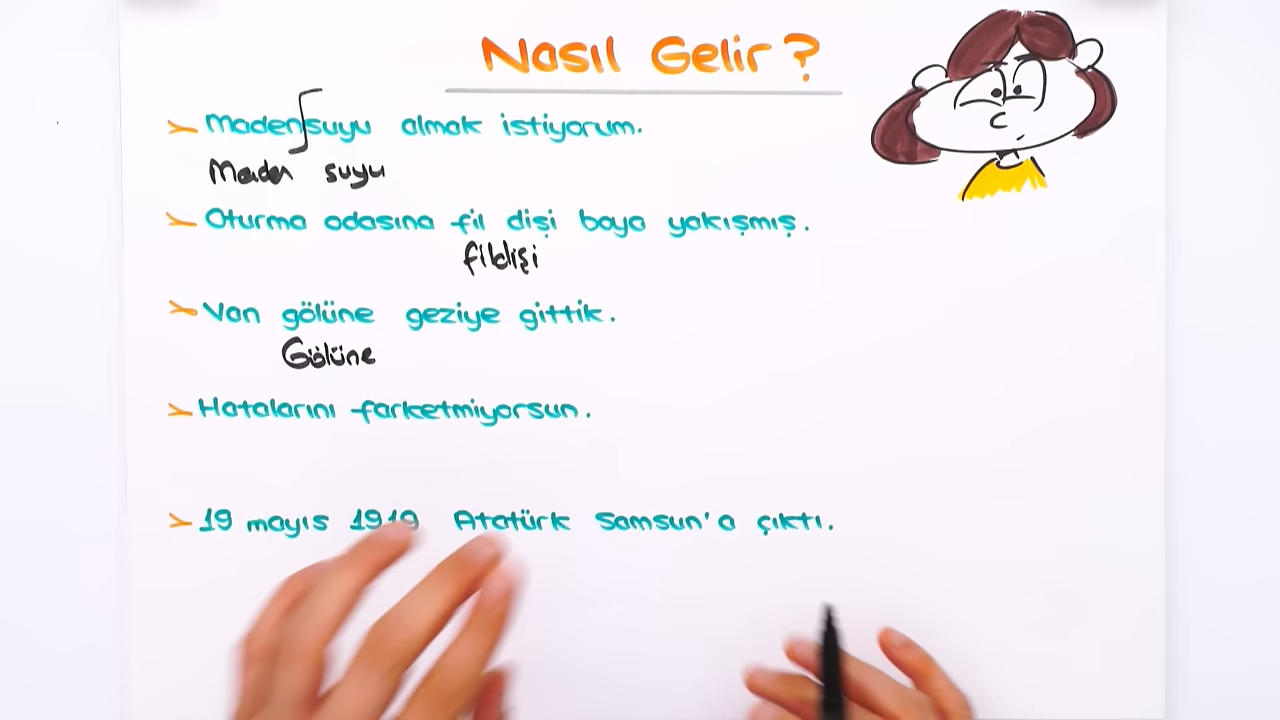 Nasıl Gelir?
Madensuyu almak istiyorum.
Maden suyu
Oturma odasına fil dişi boya yakışmış.
fildişi
Van gölüne geziye gittik.
Gölüne
Hatalarını farketmiyorsun.
19 mayıs 1919 Atatürk Samsun'a çıktı.